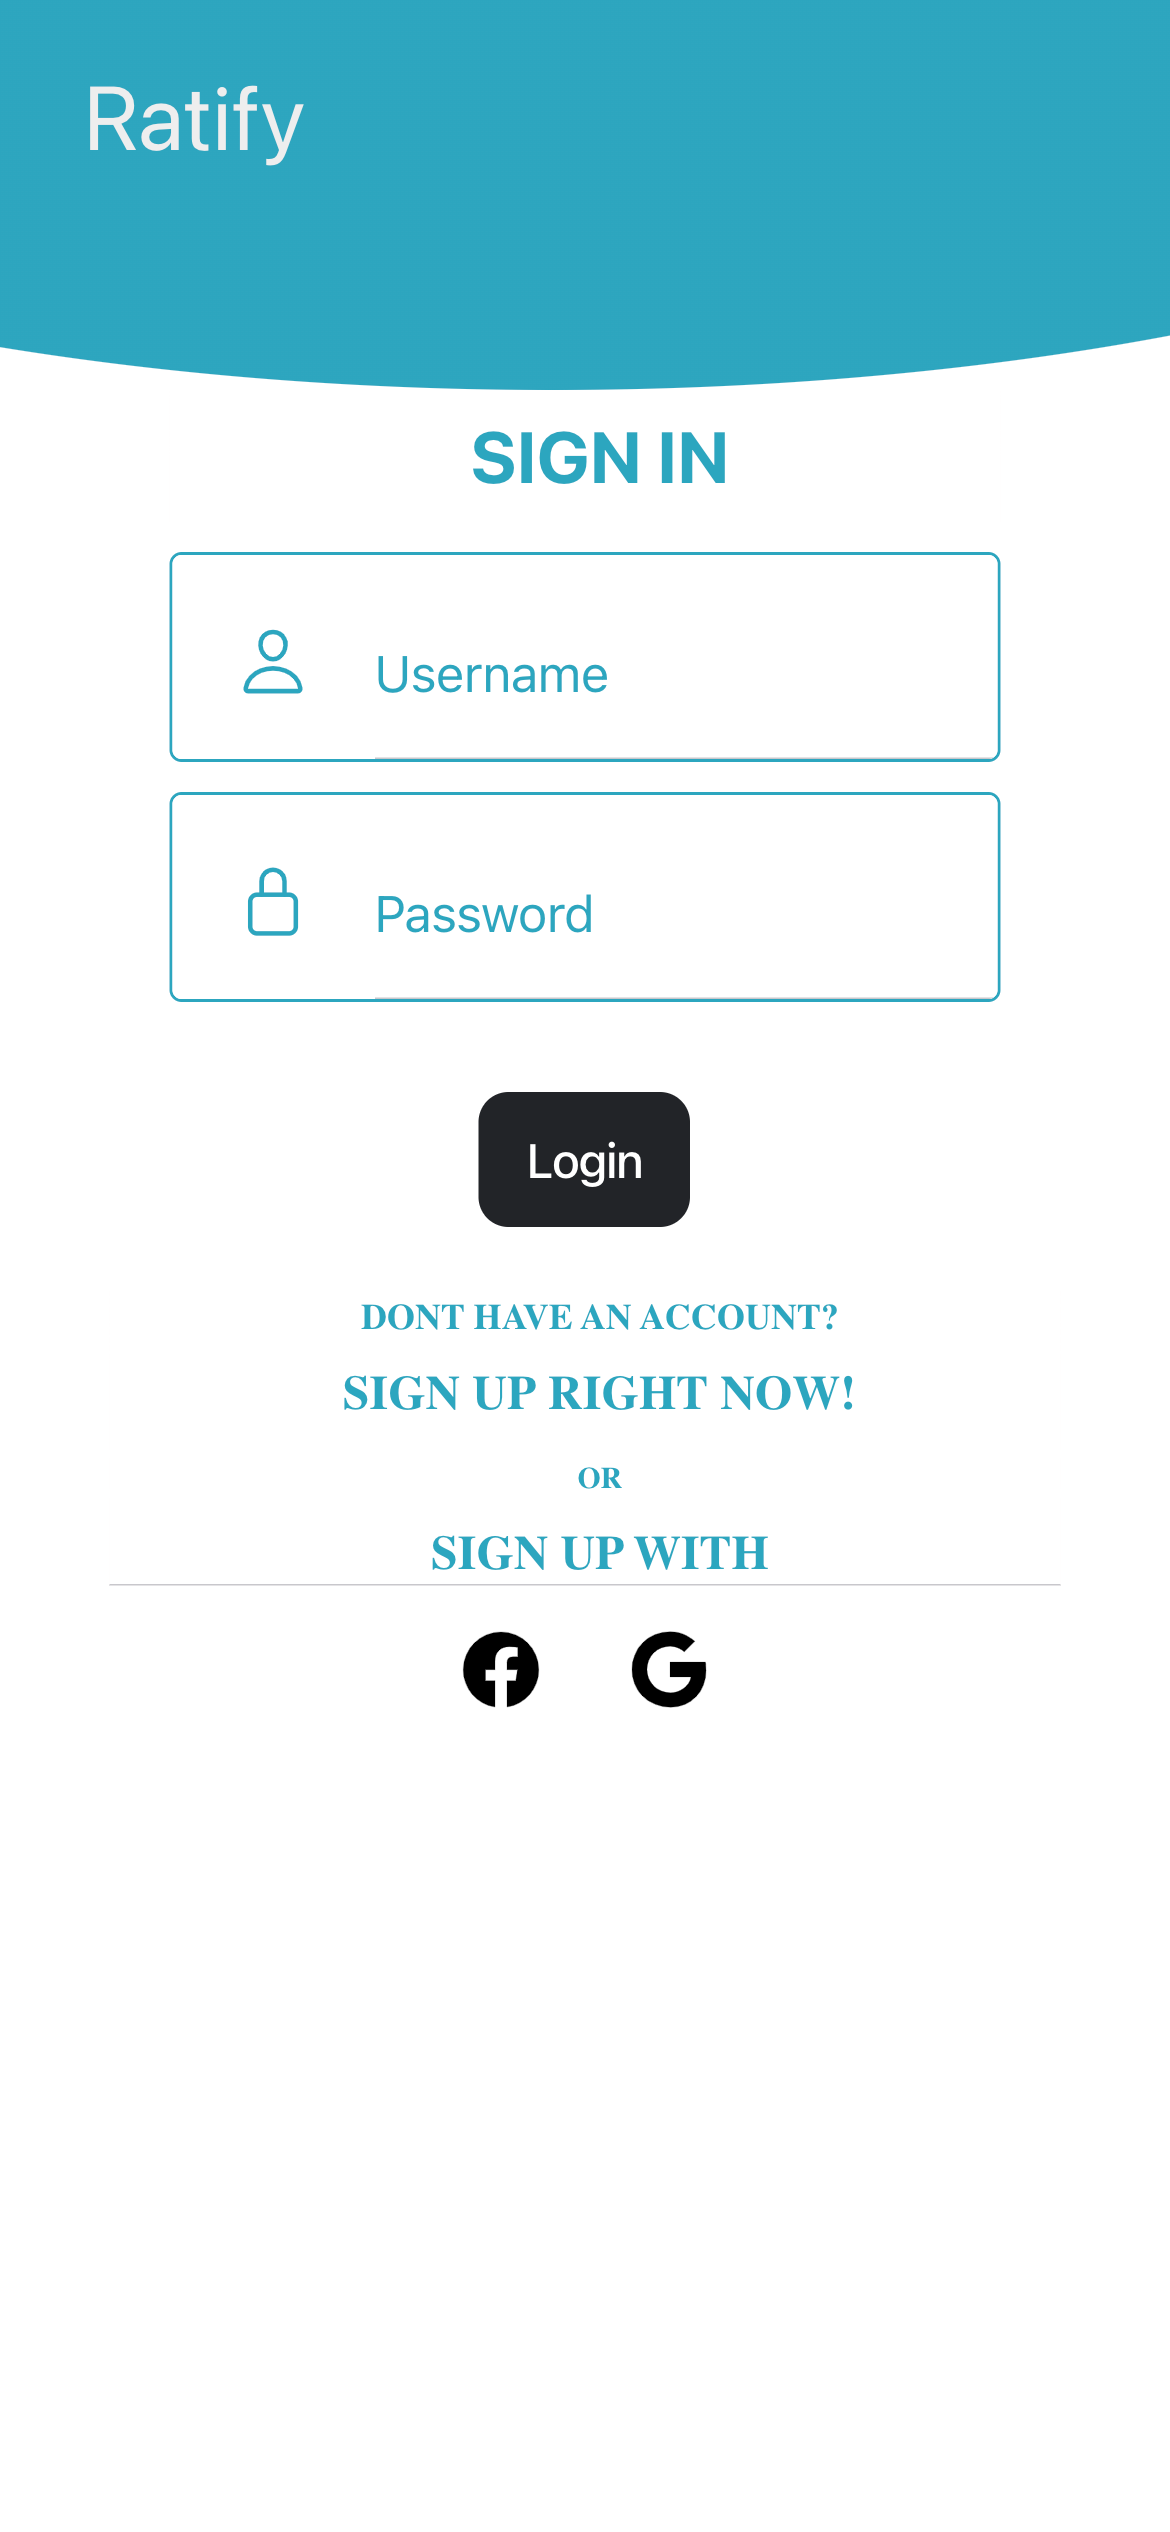 Ratify
SIGN IN
Username
Password
Login
DONT HAVE AN ACCOUNT?
SIGN UP RIGHT NOW!
OR
SIGN UP WITH